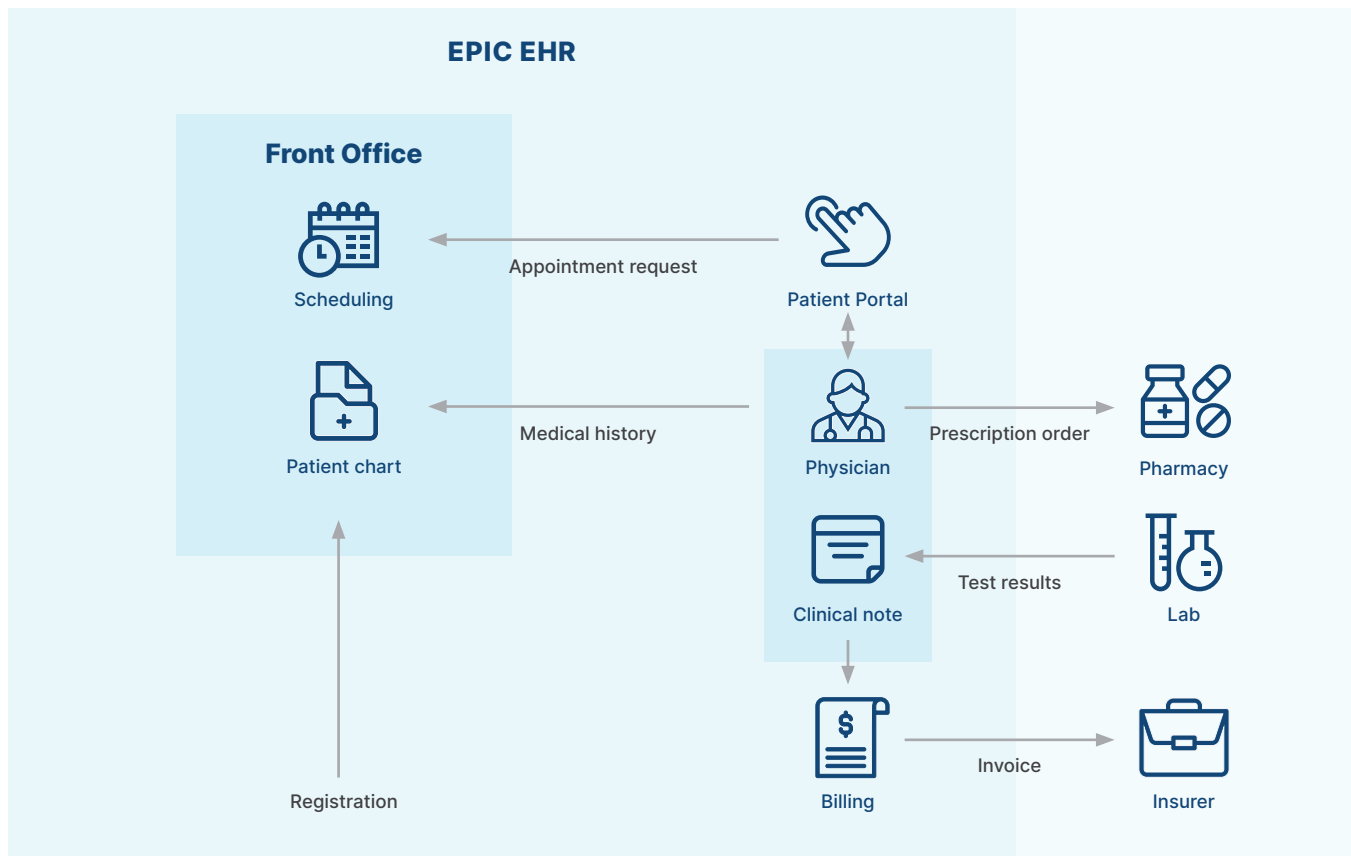 EPIC EHR
Front Office
Scheduling
Appointment request
Patient Portal
Patient chart
Medical history
Physician
Prescription order
Pharmacy
Clinical note
Test results
Lab
$
Registration
Billing
Invoice
Insurer